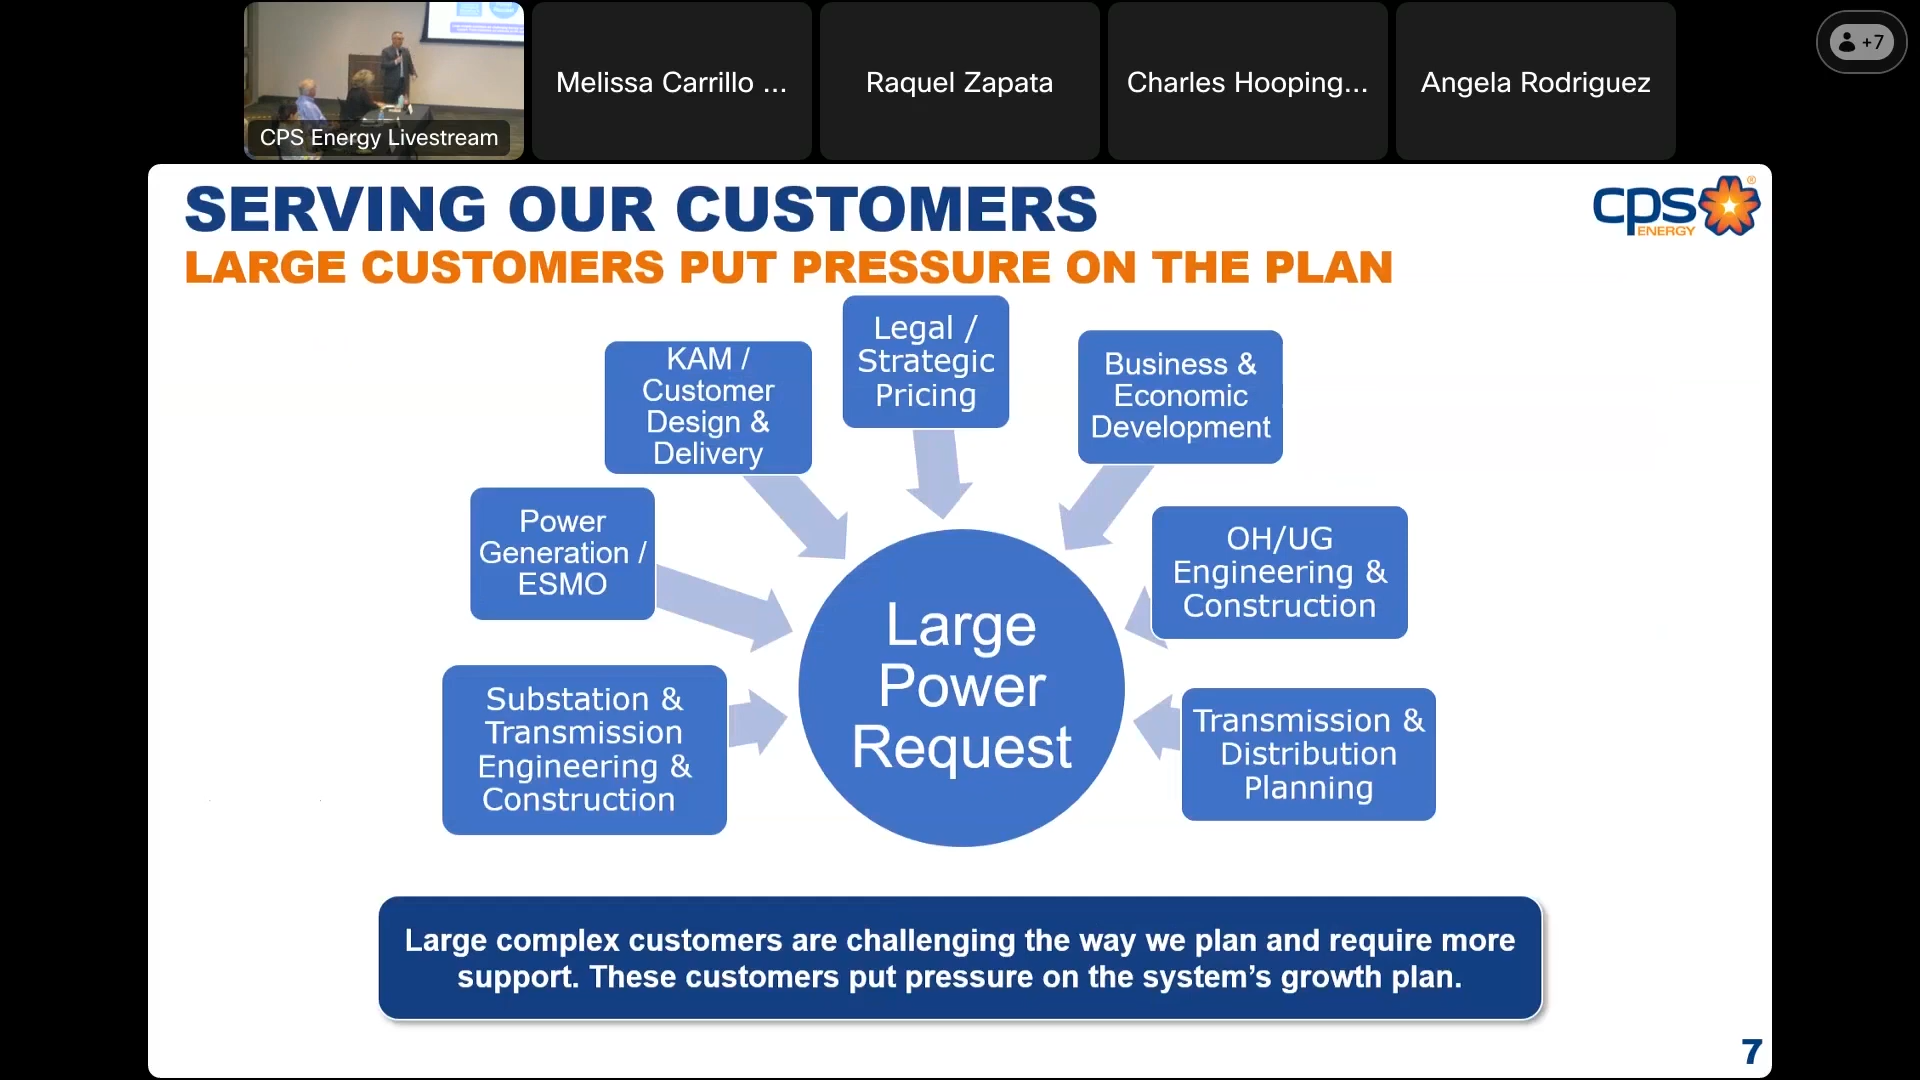 CPS Energy Livestream
Melissa Carrillo ...
Raquel Zapata
Charles Hooping...
Angela Rodriguez
+7
SERVING OUR CUSTOMERS
LARGE CUSTOMERS PUT PRESSURE ON THE PLAN
cps
ENERGY
®
Legal /
Strategic
Pricing
KAM /
Customer
Design &
Delivery
Business &
Economic
Development
Power
Generation /
ESMO
OH/UG
Engineering &
Construction
Substation &
Transmission
Engineering &
Construction
Large
Power
Request
Transmission &
Distribution
Planning
Large complex customers are challenging the way we plan and require more
support. These customers put pressure on the system’s growth plan.
7